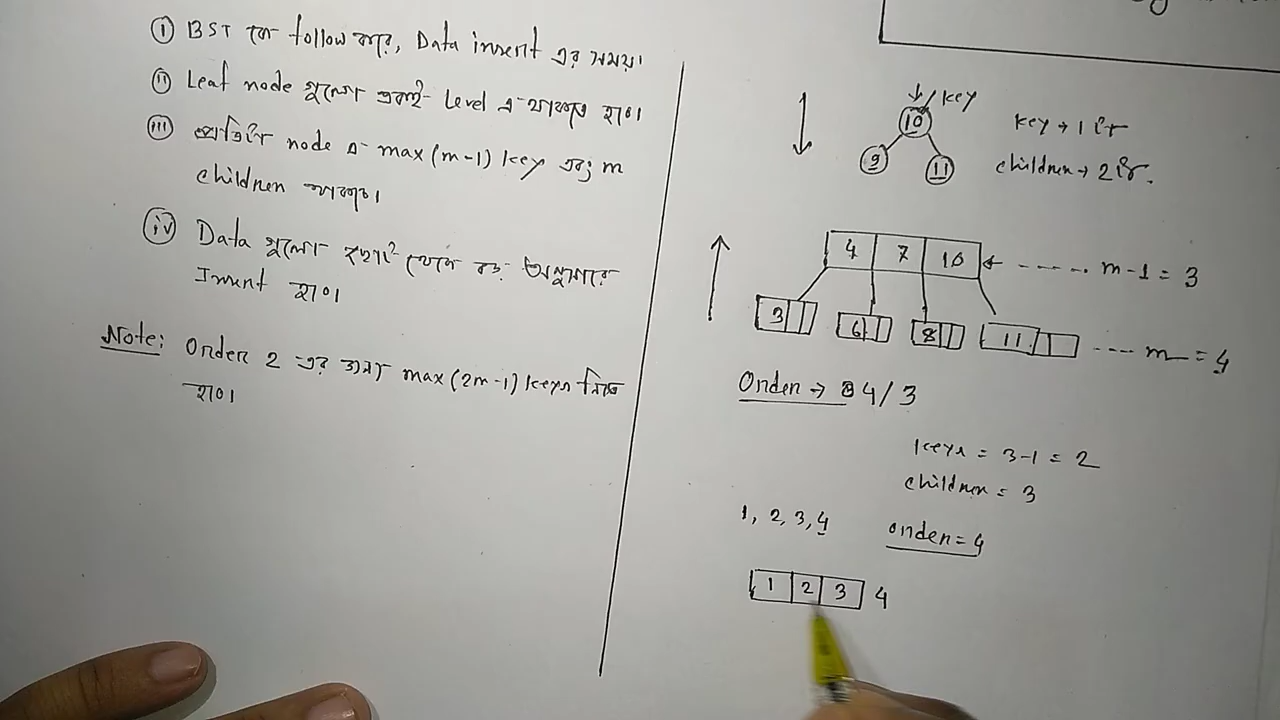 i BST কে follow করে, Data insert এর সময়।
ii Leaf node গুলো একই Level এ থাকতে হবে।
iii প্রতিটি node এ max (m-1) key এবং m
children থাকবে।
iv Data গুলো ছোট থেকে বড় অনুসারে
Insert হবে।
Note: Order 2 এর জন্য max (2m-1) keys নিতে
হবে।
key
10
9 11
key → 1 টি
children → 2 টি.
4 7 10 ← ------ m-1 = 3
3 6 8 11 ---- m = 4
Order → 4/3
keys = 3-1 = 2
children = 3
1, 2, 3, 4 order = 4
1 2 3 4